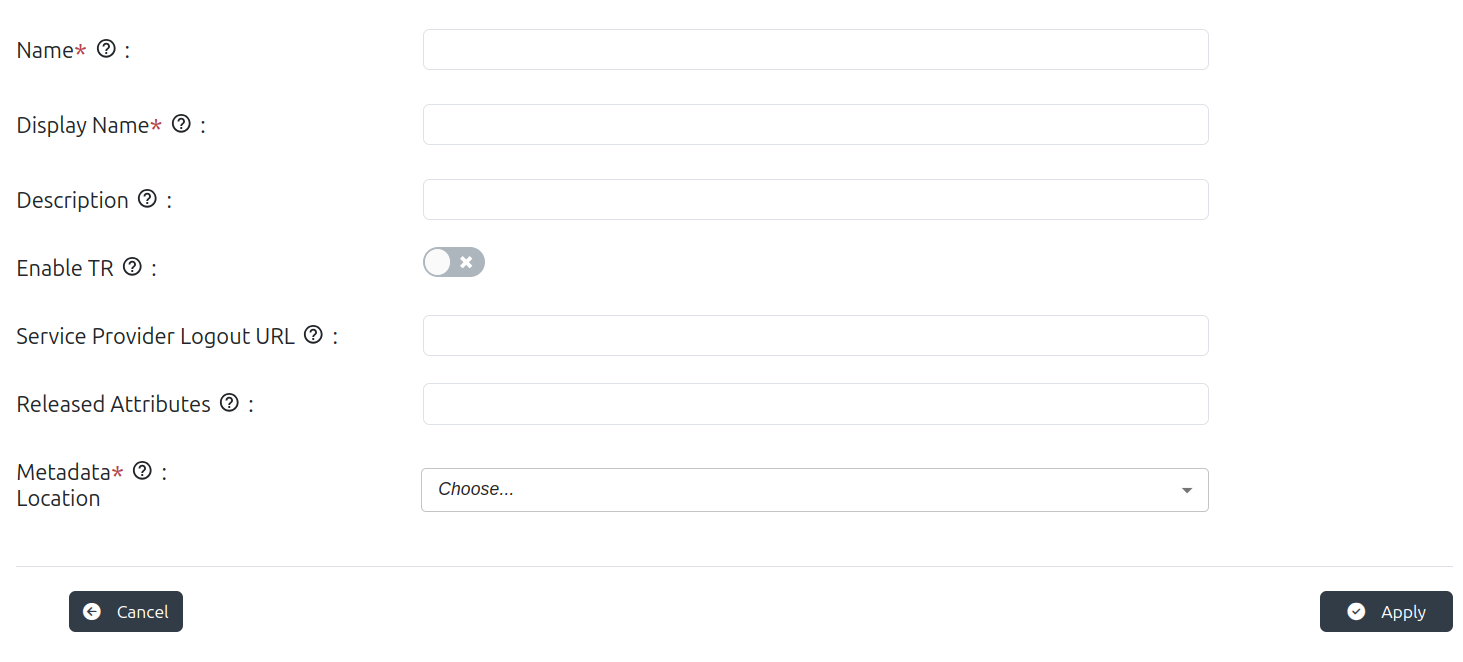 Name* :
Display Name* :
Description :
Enable TR :
Service Provider Logout URL :
Released Attributes :
Metadata* :
Location
Choose...
Cancel
Apply